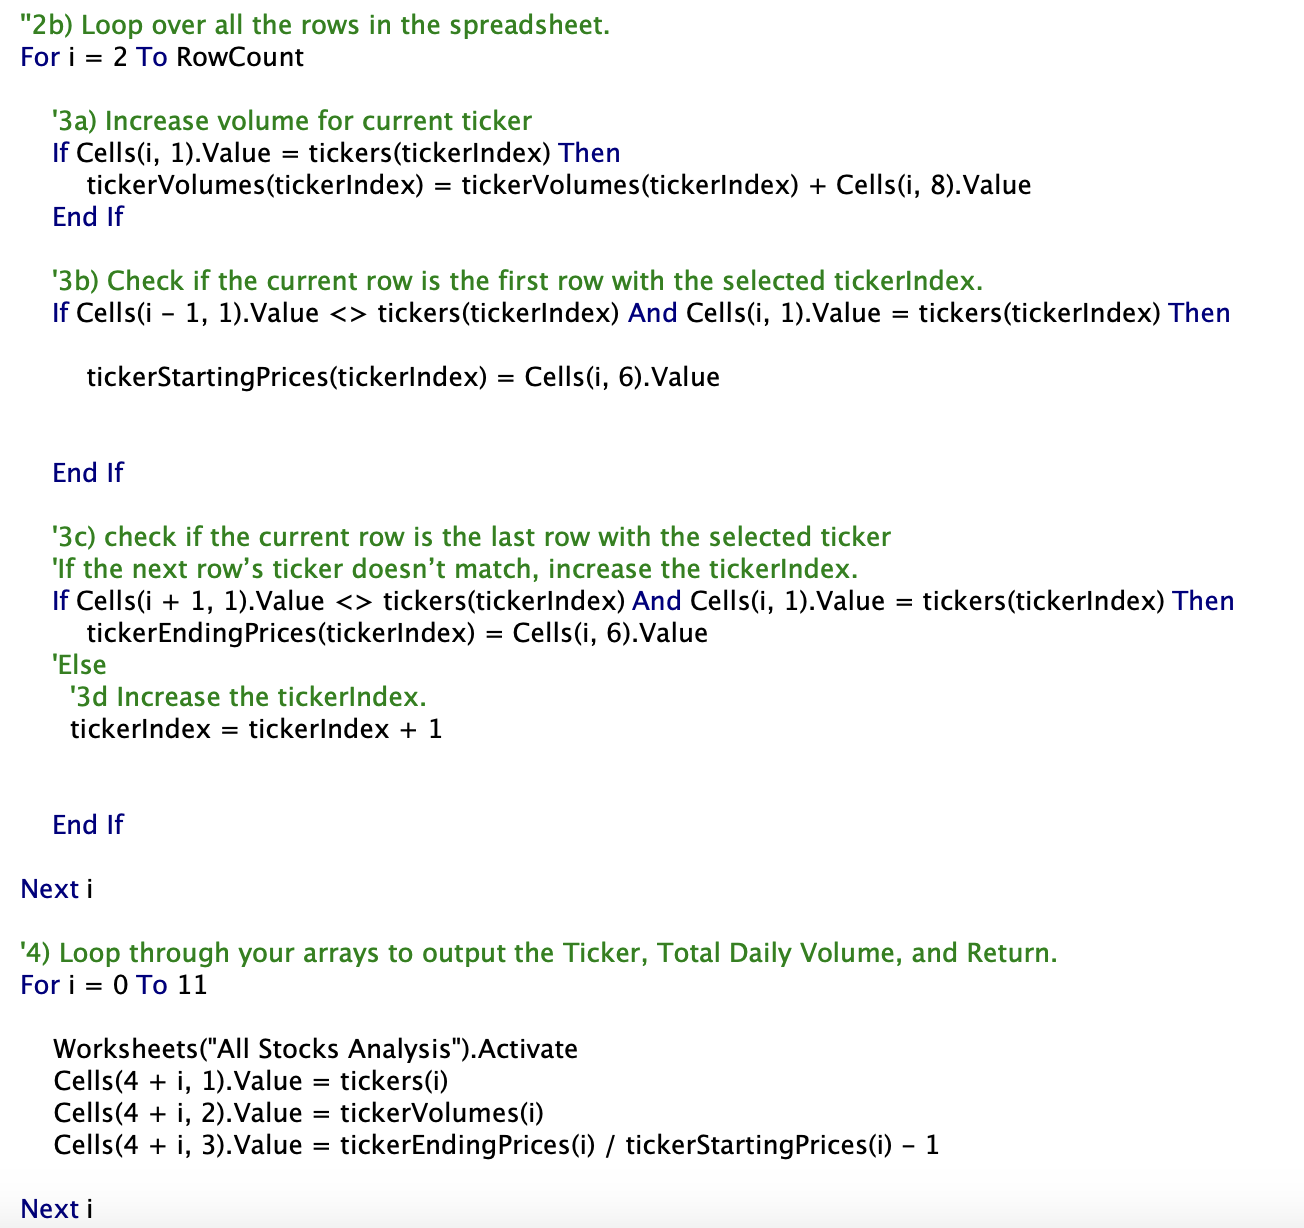 "2b) Loop over all the rows in the spreadsheet.
For i = 2 To RowCount
'3a) Increase volume for current ticker
If Cells(i, 1).Value = tickers(tickerIndex) Then
tickerVolumes(tickerIndex) = tickerVolumes(tickerIndex) + Cells(i, 8).Value
End If
'3b) Check if the current row is the first row with the selected tickerIndex.
If Cells(i - 1, 1).Value <> tickers(tickerIndex) And Cells(i, 1).Value = tickers(tickerIndex) Then
tickerStartingPrices(tickerIndex) = Cells(i, 6).Value
End If
'3c) check if the current row is the last row with the selected ticker
'If the next row’s ticker doesn’t match, increase the tickerIndex.
If Cells(i + 1, 1).Value <> tickers(tickerIndex) And Cells(i, 1).Value = tickers(tickerIndex) Then
tickerEndingPrices(tickerIndex) = Cells(i, 6).Value
'Else
'3d Increase the tickerIndex.
tickerIndex = tickerIndex + 1
End If
Next i
'4) Loop through your arrays to output the Ticker, Total Daily Volume, and Return.
For i = 0 To 11
Worksheets("All Stocks Analysis").Activate
Cells(4 + i, 1).Value = tickers(i)
Cells(4 + i, 2).Value = tickerVolumes(i)
Cells(4 + i, 3).Value = tickerEndingPrices(i) / tickerStartingPrices(i) - 1
Next i